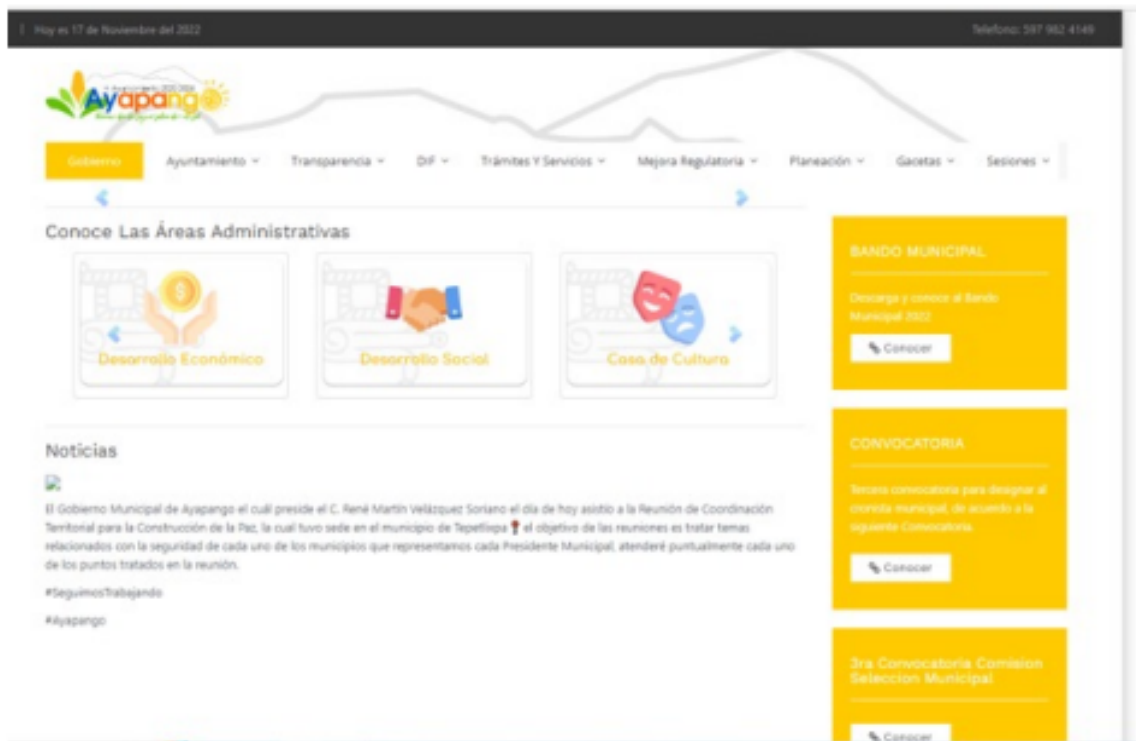 Hoy es 17 de Noviembre del 2022
Telefono: 597 982 4149
Ayapango
Gobierno
Ayuntamiento
Transparencia
DIF
Trámites Y Servicios
Mejora Regulatoria
Planeación
Gacetas
Sesiones
Conoce Las Áreas Administrativas
Desarrollo Económico
Desarrollo Social
Casa de Cultura
Noticias
El Gobierno Municipal de Ayapango el cuál preside el C. René Martín Velázquez Soriano el día de hoy asistió a la Reunión de Coordinación
Territorial para la Construcción de la Paz, la cual tuvo sede en el municipio de Tepetlixpa 📍 el objetivo de las reuniones es tratar temas
relacionados con la seguridad de cada uno de los municipios que representamos cada Presidente Municipal, atenderé puntualmente cada uno
de los puntos tratados en la reunión.
#SeguimosTrabajando
#Ayapango
BANDO MUNICIPAL
Descarga y conoce al Bando
Municipal 2022
Conocer
CONVOCATORIA
Tercera convocatoria para designar al
cronista municipal, de acuerdo a la
siguiente Convocatoria.
Conocer
3ra Convocatoria Comision
Seleccion Municipal
Conocer